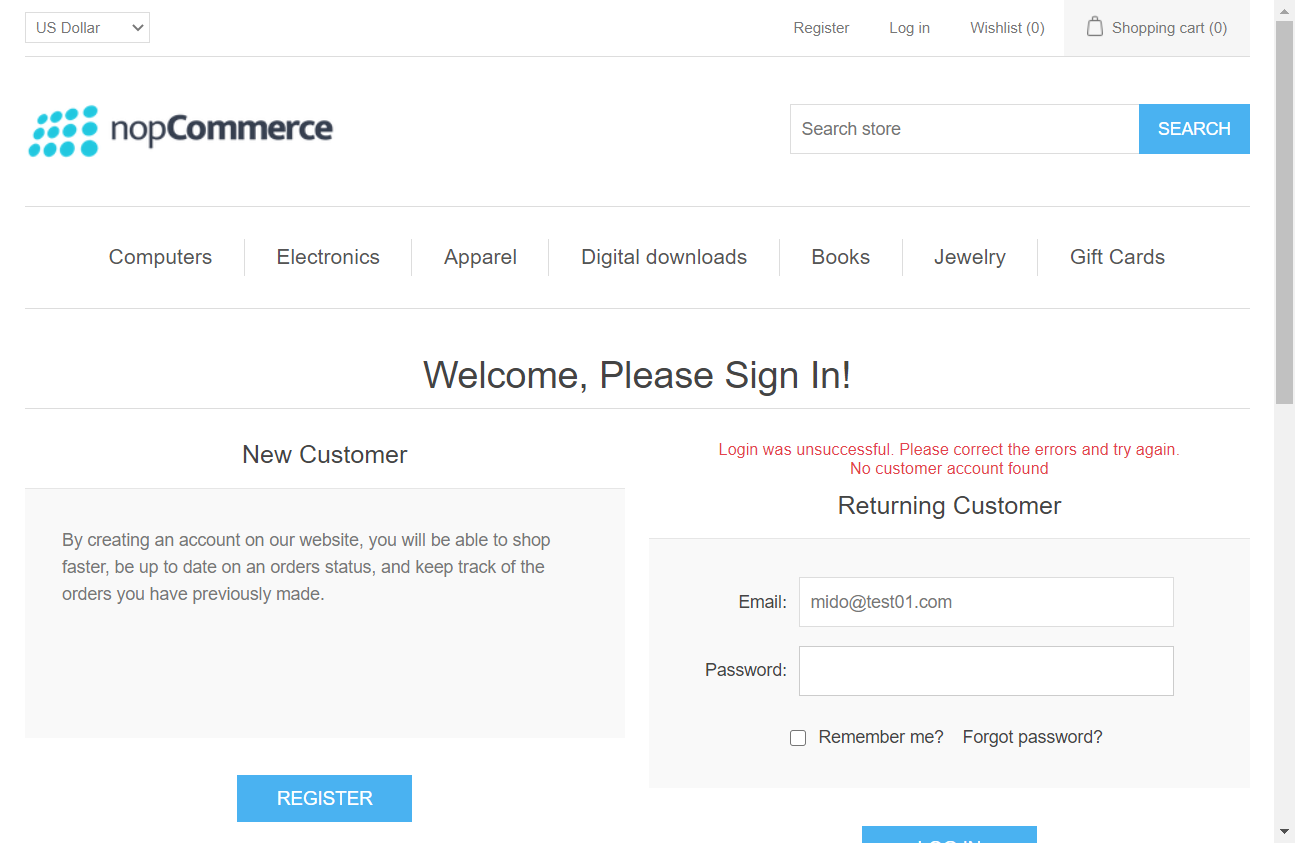 US Dollar
Register
Log in
Wishlist (0)
Shopping cart (0)
nopCommerce
Search store
SEARCH
Computers
Electronics
Apparel
Digital downloads
Books
Jewelry
Gift Cards
Welcome, Please Sign In!
New Customer
By creating an account on our website, you will be able to shop
faster, be up to date on an orders status, and keep track of the
orders you have previously made.
REGISTER
Login was unsuccessful. Please correct the errors and try again.
No customer account found
Returning Customer
Email:
mido@test01.com
Password:
Remember me?
Forgot password?
LOG IN